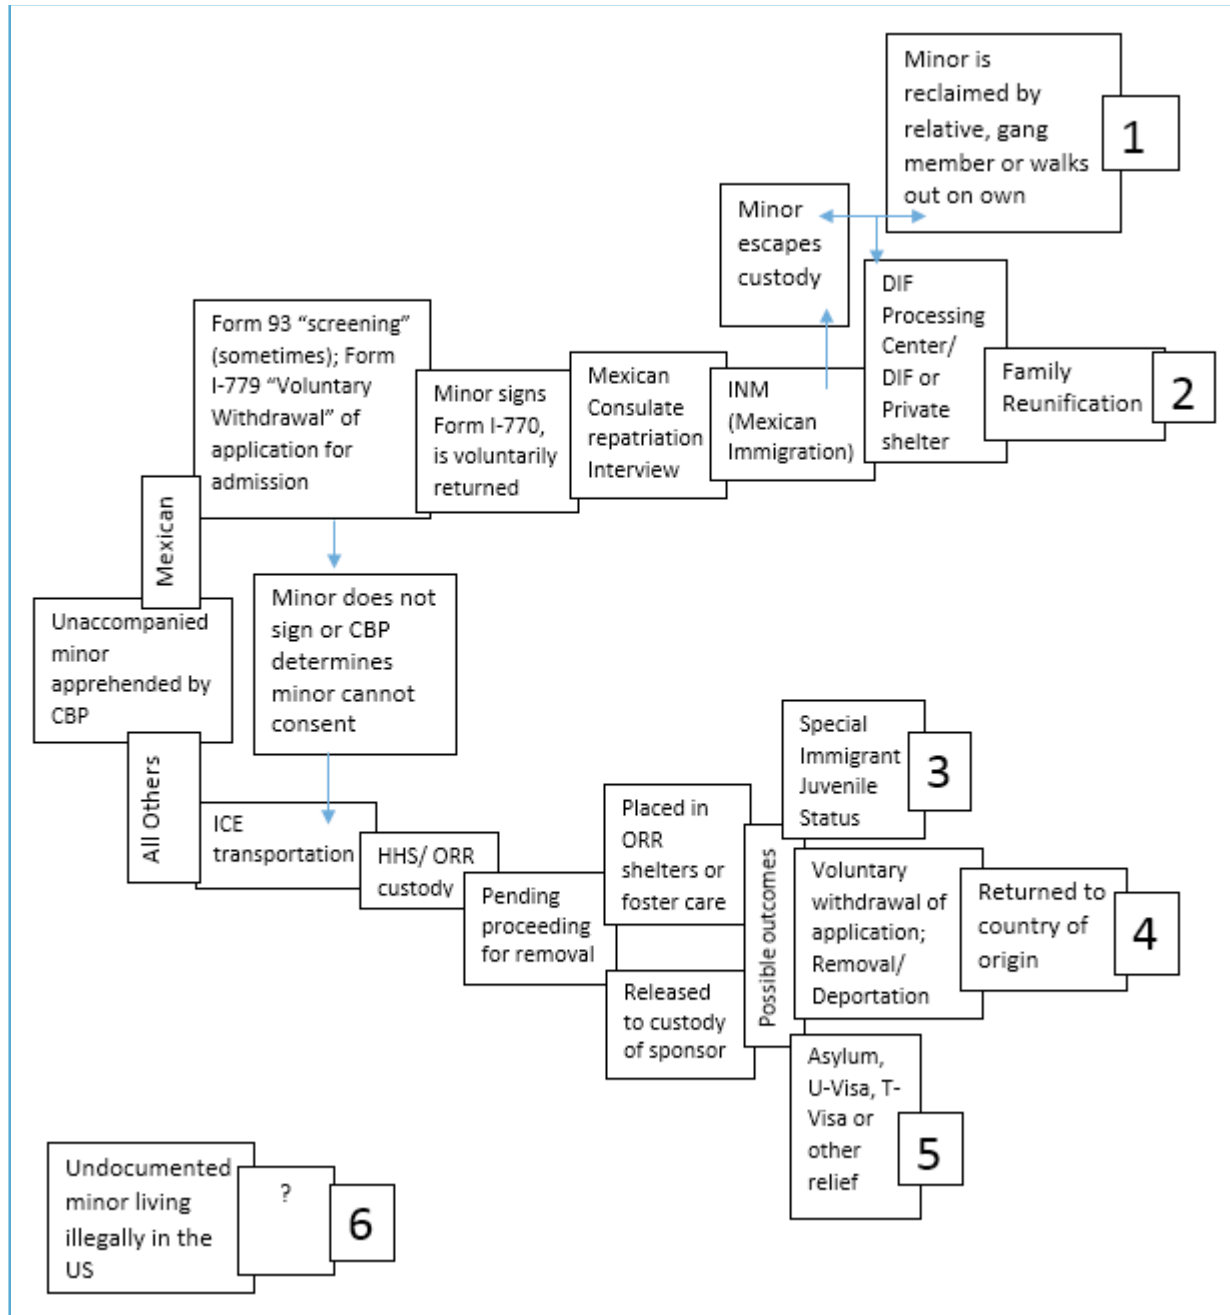 Minor is
reclaimed by
relative, gang
member or walks
out on own
1
Minor
escapes
custody
DIF
Processing
Center/
DIF or
Private
shelter
Form 93 “screening”
(sometimes); Form
I-779 “Voluntary
Withdrawal” of
application for
admission
Minor signs
Form I-770,
is voluntarily
returned
Mexican
Consulate
repatriation
Interview
INM
(Mexican
Immigration)
Family
Reunification
2
Mexican
Unaccompanied
minor
apprehended by
CBP
Minor does not
sign or CBP
determines
minor cannot
consent
All Others
ICE
transportation
HHS/ ORR
custody
Pending
proceeding
for removal
Placed in
ORR
shelters or
foster care
Released
to custody
of sponsor
Possible outcomes
Special
Immigrant
Juvenile
Status
3
Voluntary
withdrawal of
application;
Removal/
Deportation
Returned to
country of
origin
4
Asylum,
U-Visa, T-
Visa or
other
relief
5
Undocumented
minor living
illegally in the
US
?
6